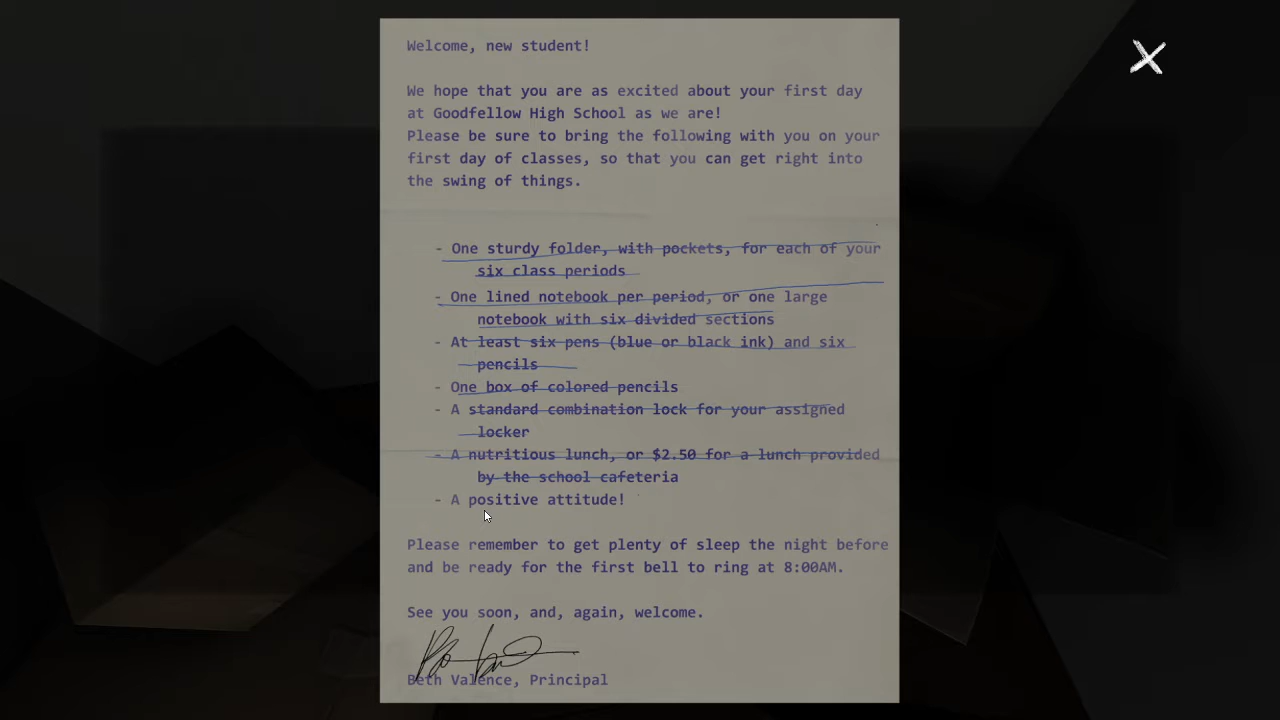 Welcome, new student!
We hope that you are as excited about your first day
at Goodfellow High School as we are!
Please be sure to bring the following with you on your
first day of classes, so that you can get right into
the swing of things.
- One sturdy folder, with pockets, for each of your
six class periods
- One lined notebook per period, or one large
notebook with six divided sections
- At least six pens (blue or black ink) and six
pencils
- One box of colored pencils
- A standard combination lock for your assigned
locker
- A nutritious lunch, or $2.50 for a lunch provided
by the school cafeteria
- A positive attitude!
Please remember to get plenty of sleep the night before
and be ready for the first bell to ring at 8:00AM.
See you soon, and, again, welcome.
Beth Valence, Principal